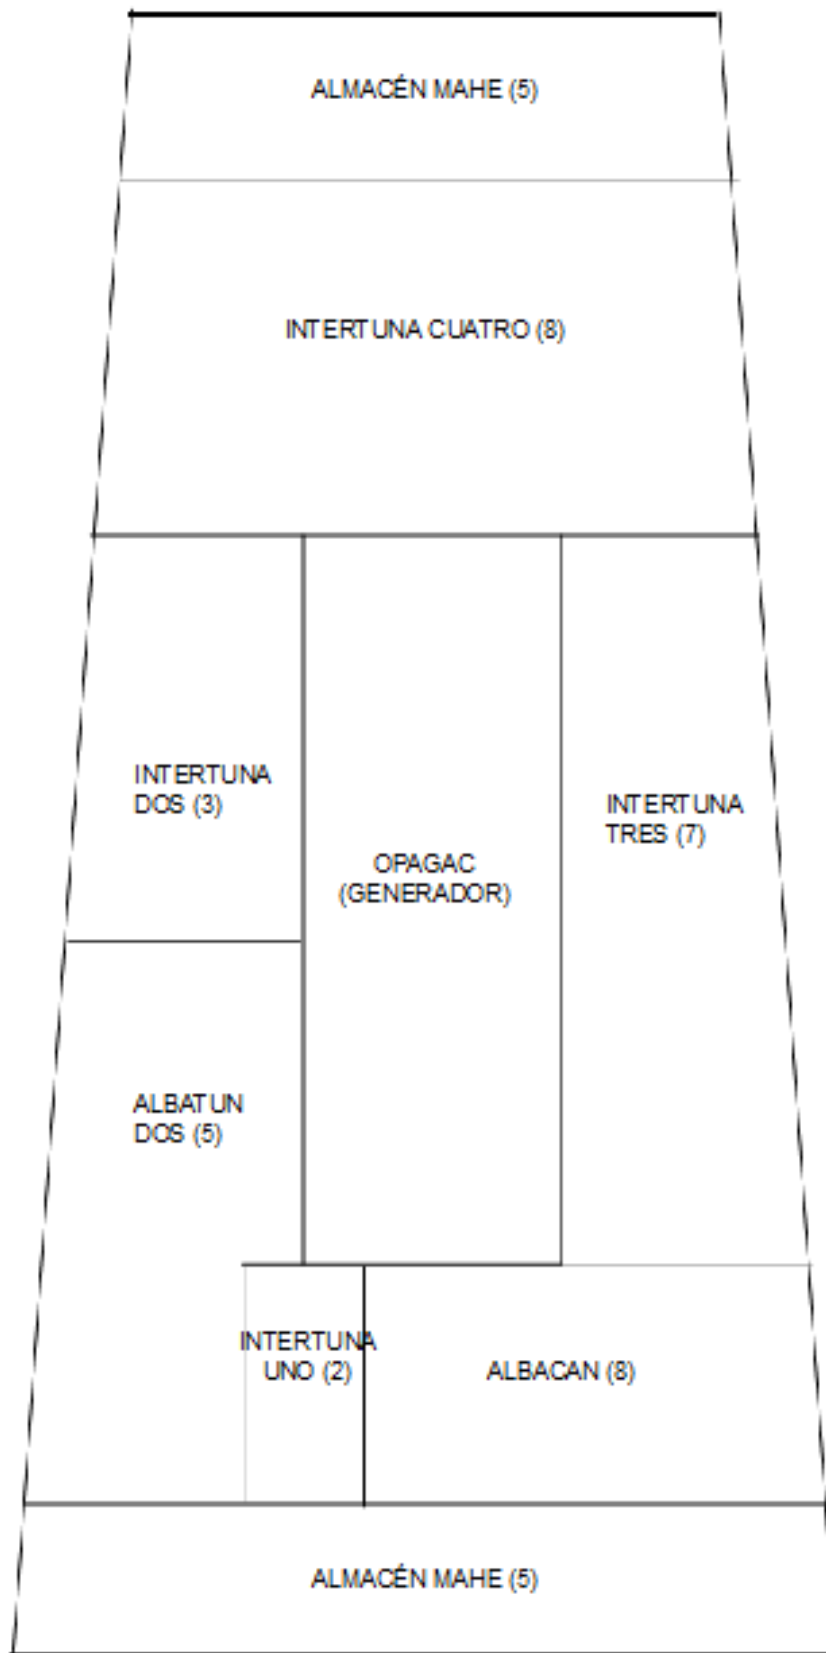 ALMACÉN MAHE (5)
INTERTUNA CUATRO (8)
INTERTUNA
DOS (3)
OPAGAC
(GENERADOR)
INTERTUNA
TRES (7)
ALBATUN
DOS (5)
INTERTUNA
UNO (2)
ALBACAN (8)
ALMACÉN MAHE (5)